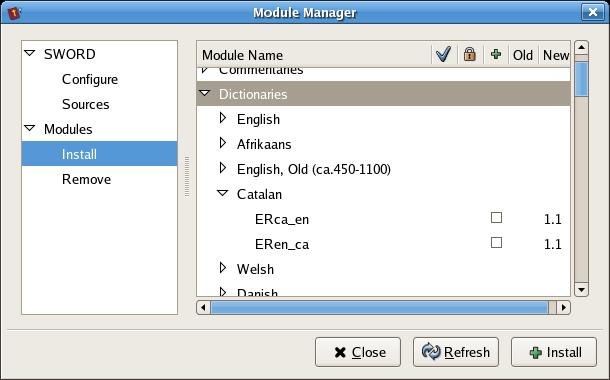 Module Manager
SWORD
Configure
Sources
Modules
Install
Remove
Module Name Old New
Commentaries
Dictionaries
English
Afrikaans
English, Old (ca.450-1100)
Catalan
ERca_en 1.1
ERen_ca 1.1
Welsh
Danish
Close Refresh Install